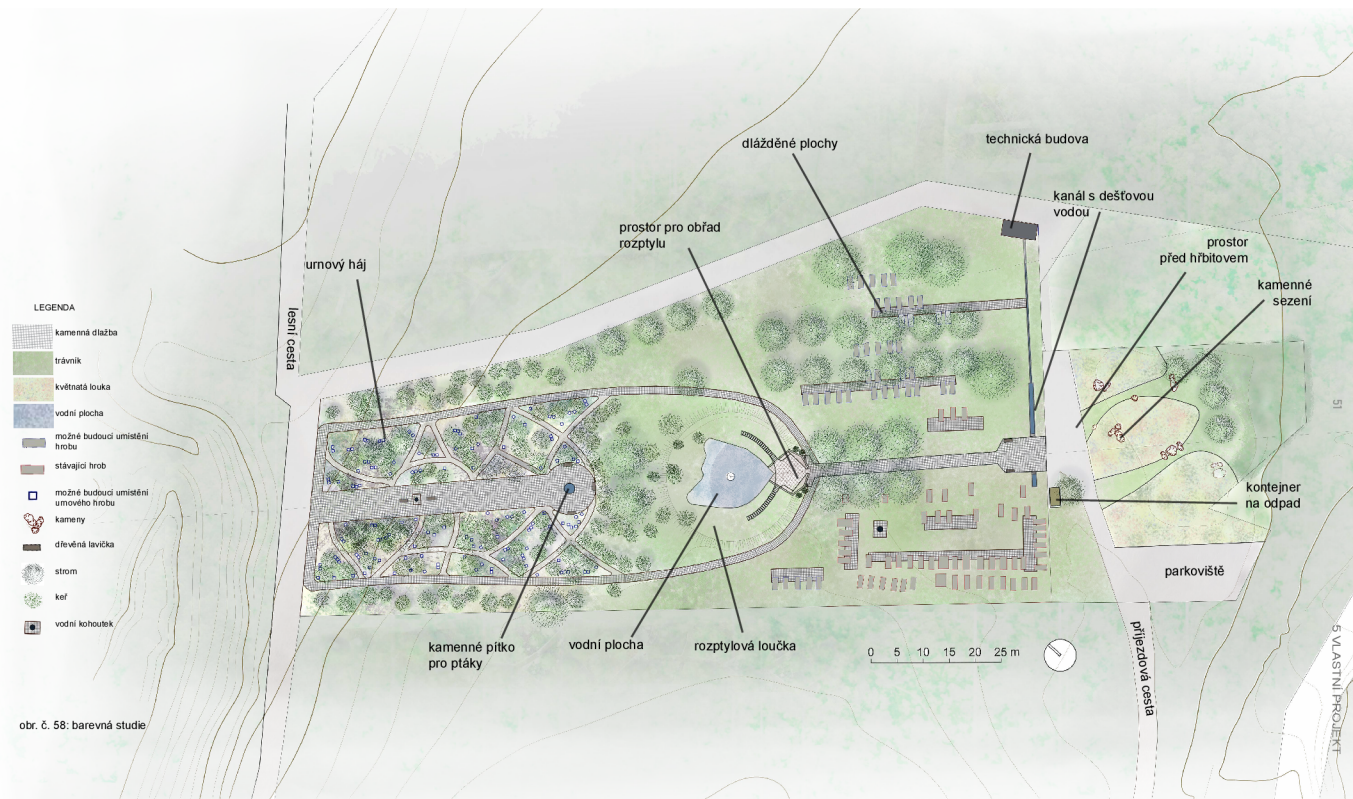 dlážděné plochy
technická budova
kanál s dešťovou
vodou
prostor pro obřad
rozptylu
prostor
před hřbitovem
urnový háj
kamenné
sezení
lesní cesta
LEGENDA
kamenná dlažba
trávník
květnatá louka
vodní plocha
možné budoucí umistění
hrobu
stávající hrob
možné budoucí umistění
urnového hrobu
kameny
dřevěná lavička
strom
keř
vodní kohoutek
kontejner
na odpad
parkoviště
kamenné pítko
pro ptáky
vodní plocha
rozptylová loučka
0 5 10 15 20 25 m
příjezdová cesta
obr. č. 58: barevná studie
51
5 VLASTNÍ PROJEKT